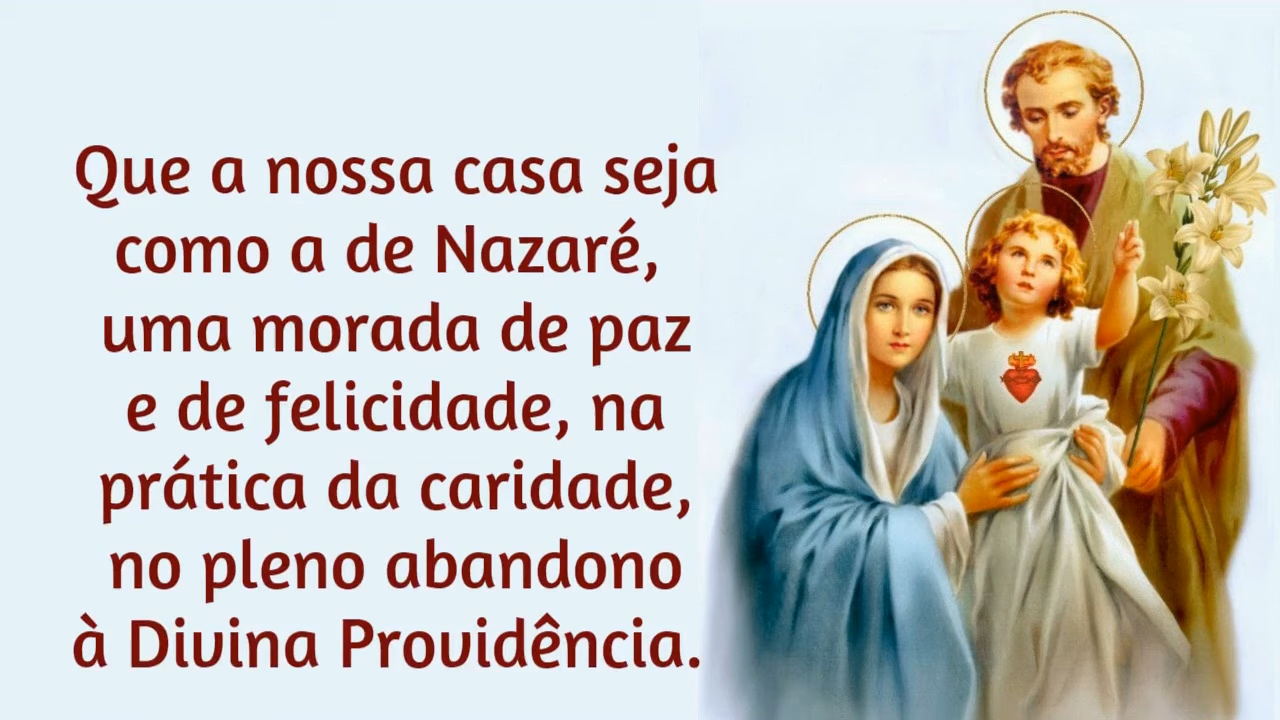 Que a nossa casa seja
como a de Nazaré,
uma morada de paz
e de felicidade, na
prática da caridade,
no pleno abandono
à Divina Providência.